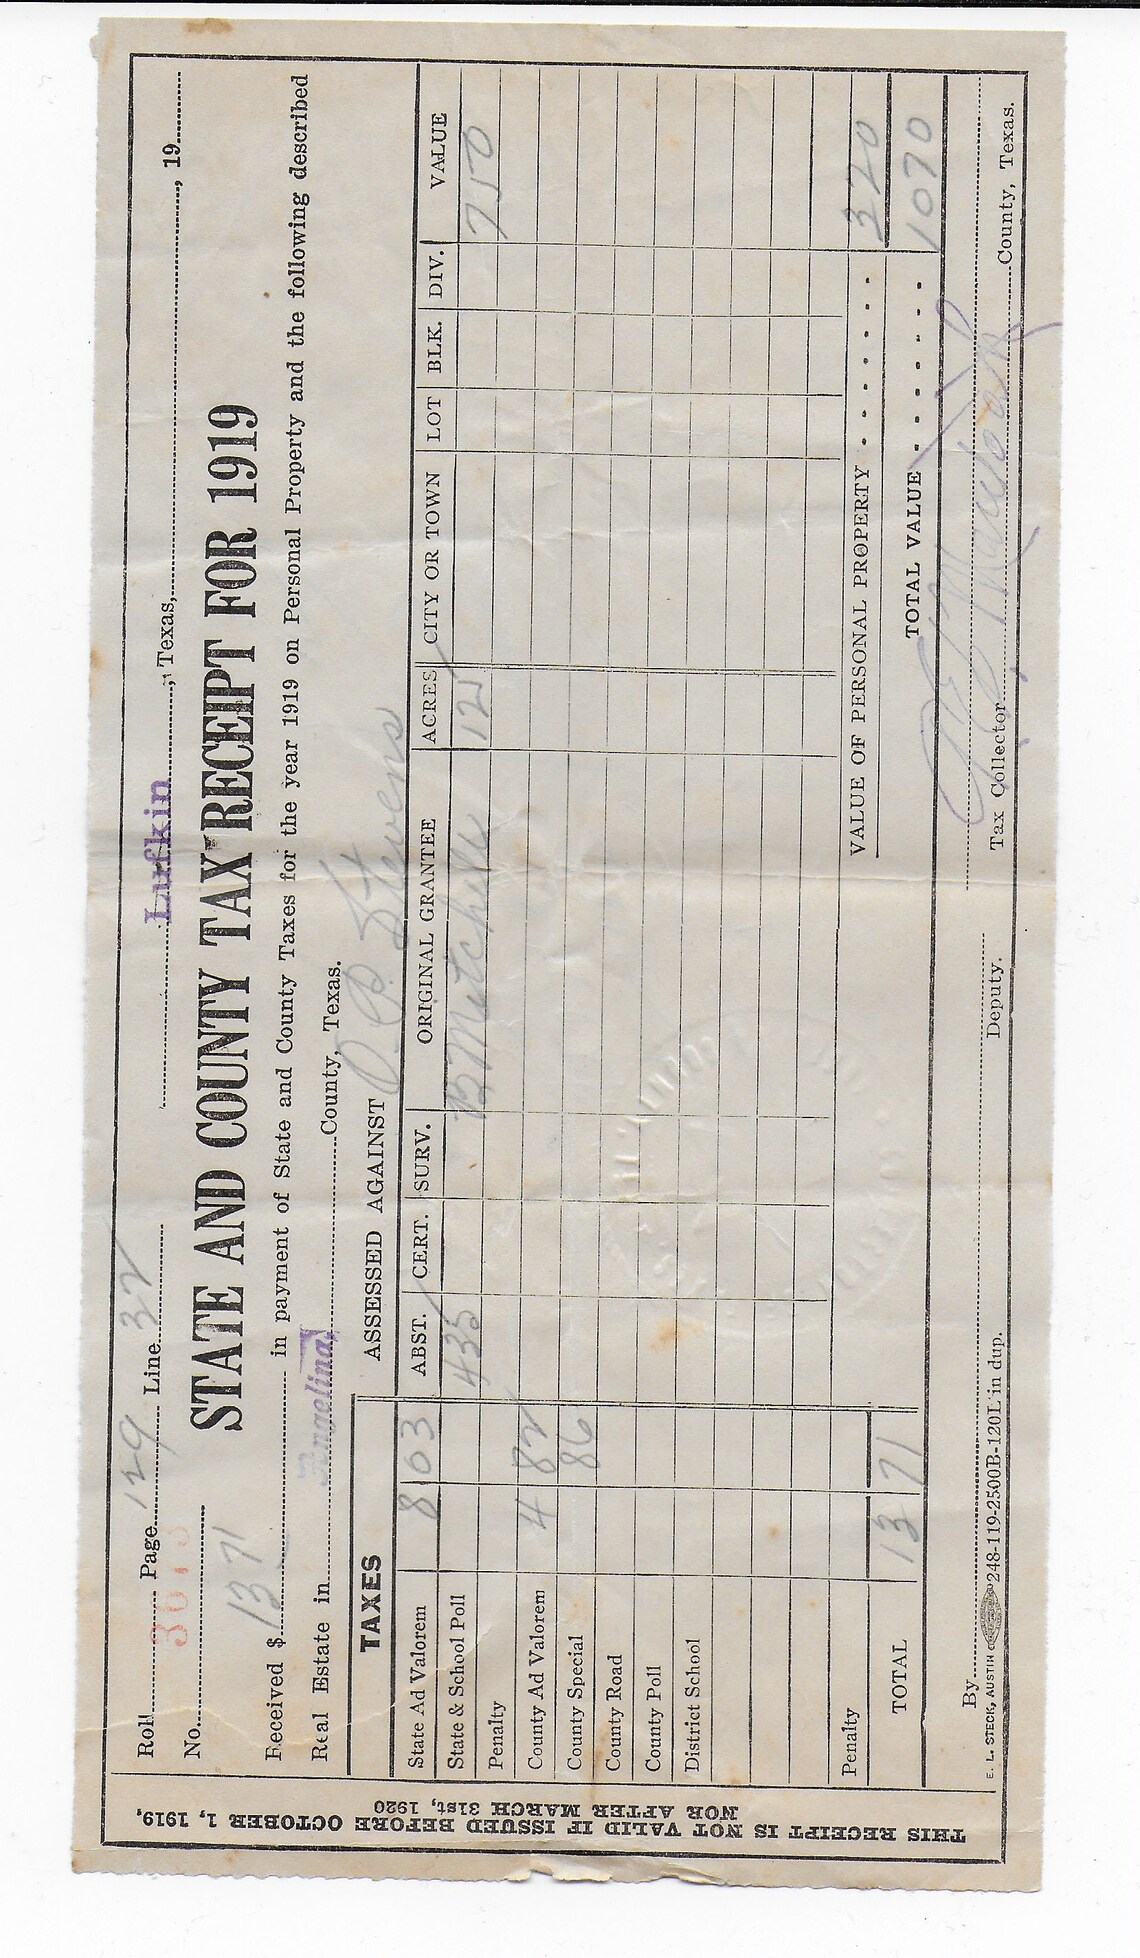 Roll Page 129 Line 32
Lufkin, Texas, , 19
No. 3013
STATE AND COUNTY TAX RECEIPT FOR 1919
Received $ 13 71 in payment of State and County Taxes for the year 1919 on Personal Property and the following described
Real Estate in Angelina, County, Texas.
TAXES
ASSESSED AGAINST O B Stevens
ABST. CERT. SURV. ORIGINAL GRANTEE ACRES CITY OR TOWN LOT BLK. DIV. VALUE
State Ad Valorem 8 03
435 B Mitchell 125 750
State & School Poll
Penalty
County Ad Valorem 4 82
County Special 86
County Road
County Poll
District School
Penalty
VALUE OF PERSONAL PROPERTY 320
TOTAL 13 71
TOTAL VALUE 1070
By Deputy. Tax Collector County, Texas.
E. L. STECK, AUSTIN 248-119-2500B-120L in dup.
THIS RECEIPT IS NOT VALID IF ISSUED BEFORE OCTOBER 1, 1919,
NOR AFTER MARCH 31st, 1920